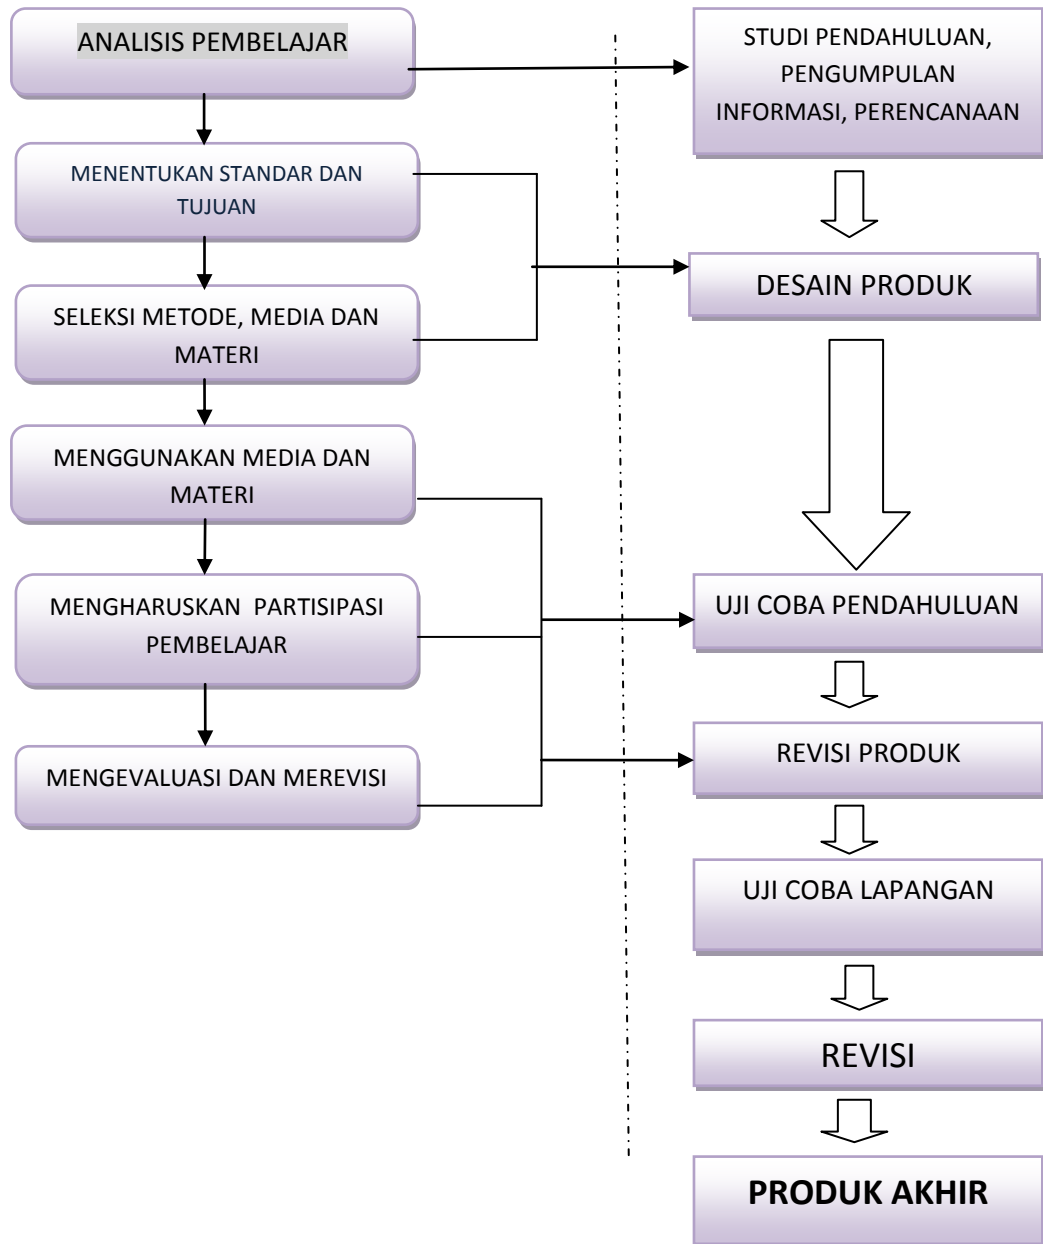 ANALISIS PEMBELAJAR
MENENTUKAN STANDAR DAN
TUJUAN
SELEKSI METODE, MEDIA DAN
MATERI
MENGGUNAKAN MEDIA DAN
MATERI
MENGHARUSKAN PARTISIPASI
PEMBELAJAR
MENGEVALUASI DAN MEREVISI
STUDI PENDAHULUAN,
PENGUMPULAN
INFORMASI, PERENCANAAN
DESAIN PRODUK
UJI COBA PENDAHULUAN
REVISI PRODUK
UJI COBA LAPANGAN
REVISI
PRODUK AKHIR